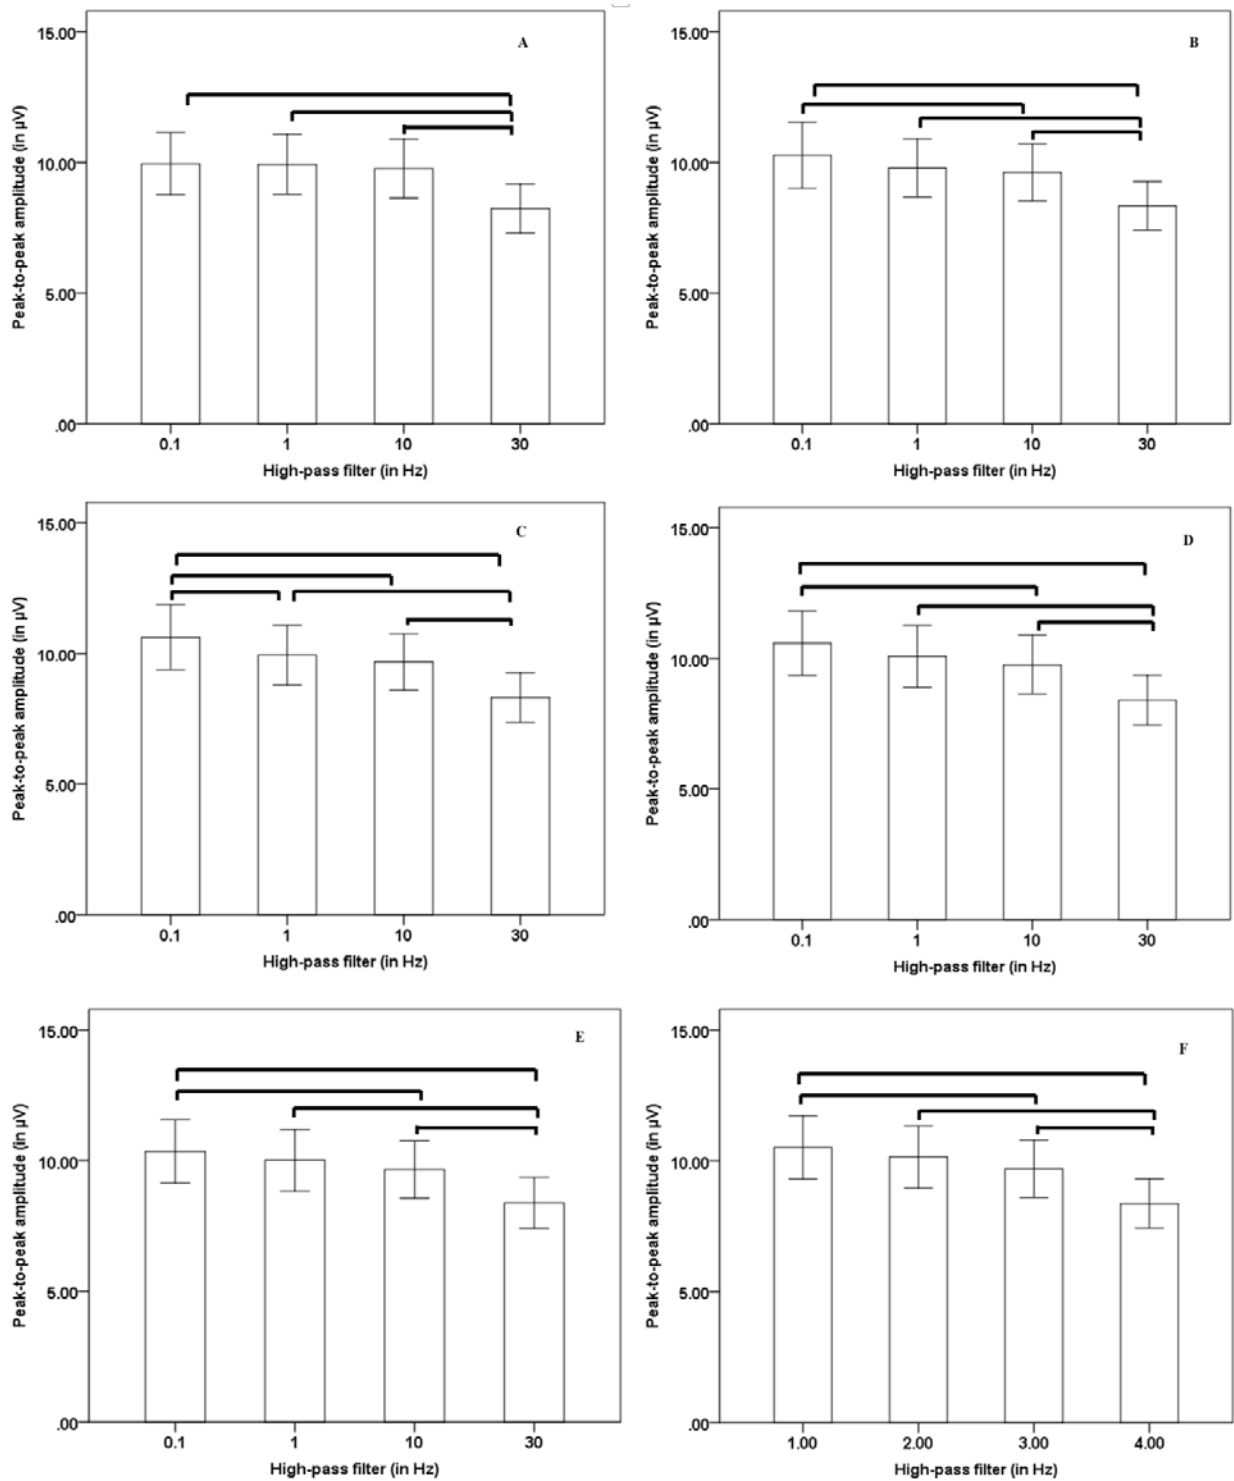 A
15.00
10.00
5.00
.00
Peak-to-peak amplitude (in µV)
0.1 1 10 30
High-pass filter (in Hz)
B
15.00
10.00
5.00
.00
Peak-to-peak amplitude (in µV)
0.1 1 10 30
High-pass filter (in Hz)
C
15.00
10.00
5.00
.00
Peak-to-peak amplitude (in µV)
0.1 1 10 30
High-pass filter (in Hz)
D
15.00
10.00
5.00
.00
Peak-to-peak amplitude (in µV)
0.1 1 10 30
High-pass filter (in Hz)
E
15.00
10.00
5.00
.00
Peak-to-peak amplitude (in µV)
0.1 1 10 30
High-pass filter (in Hz)
F
15.00
10.00
5.00
.00
Peak-to-peak amplitude (in µV)
1.00 2.00 3.00 4.00
High-pass filter (in Hz)